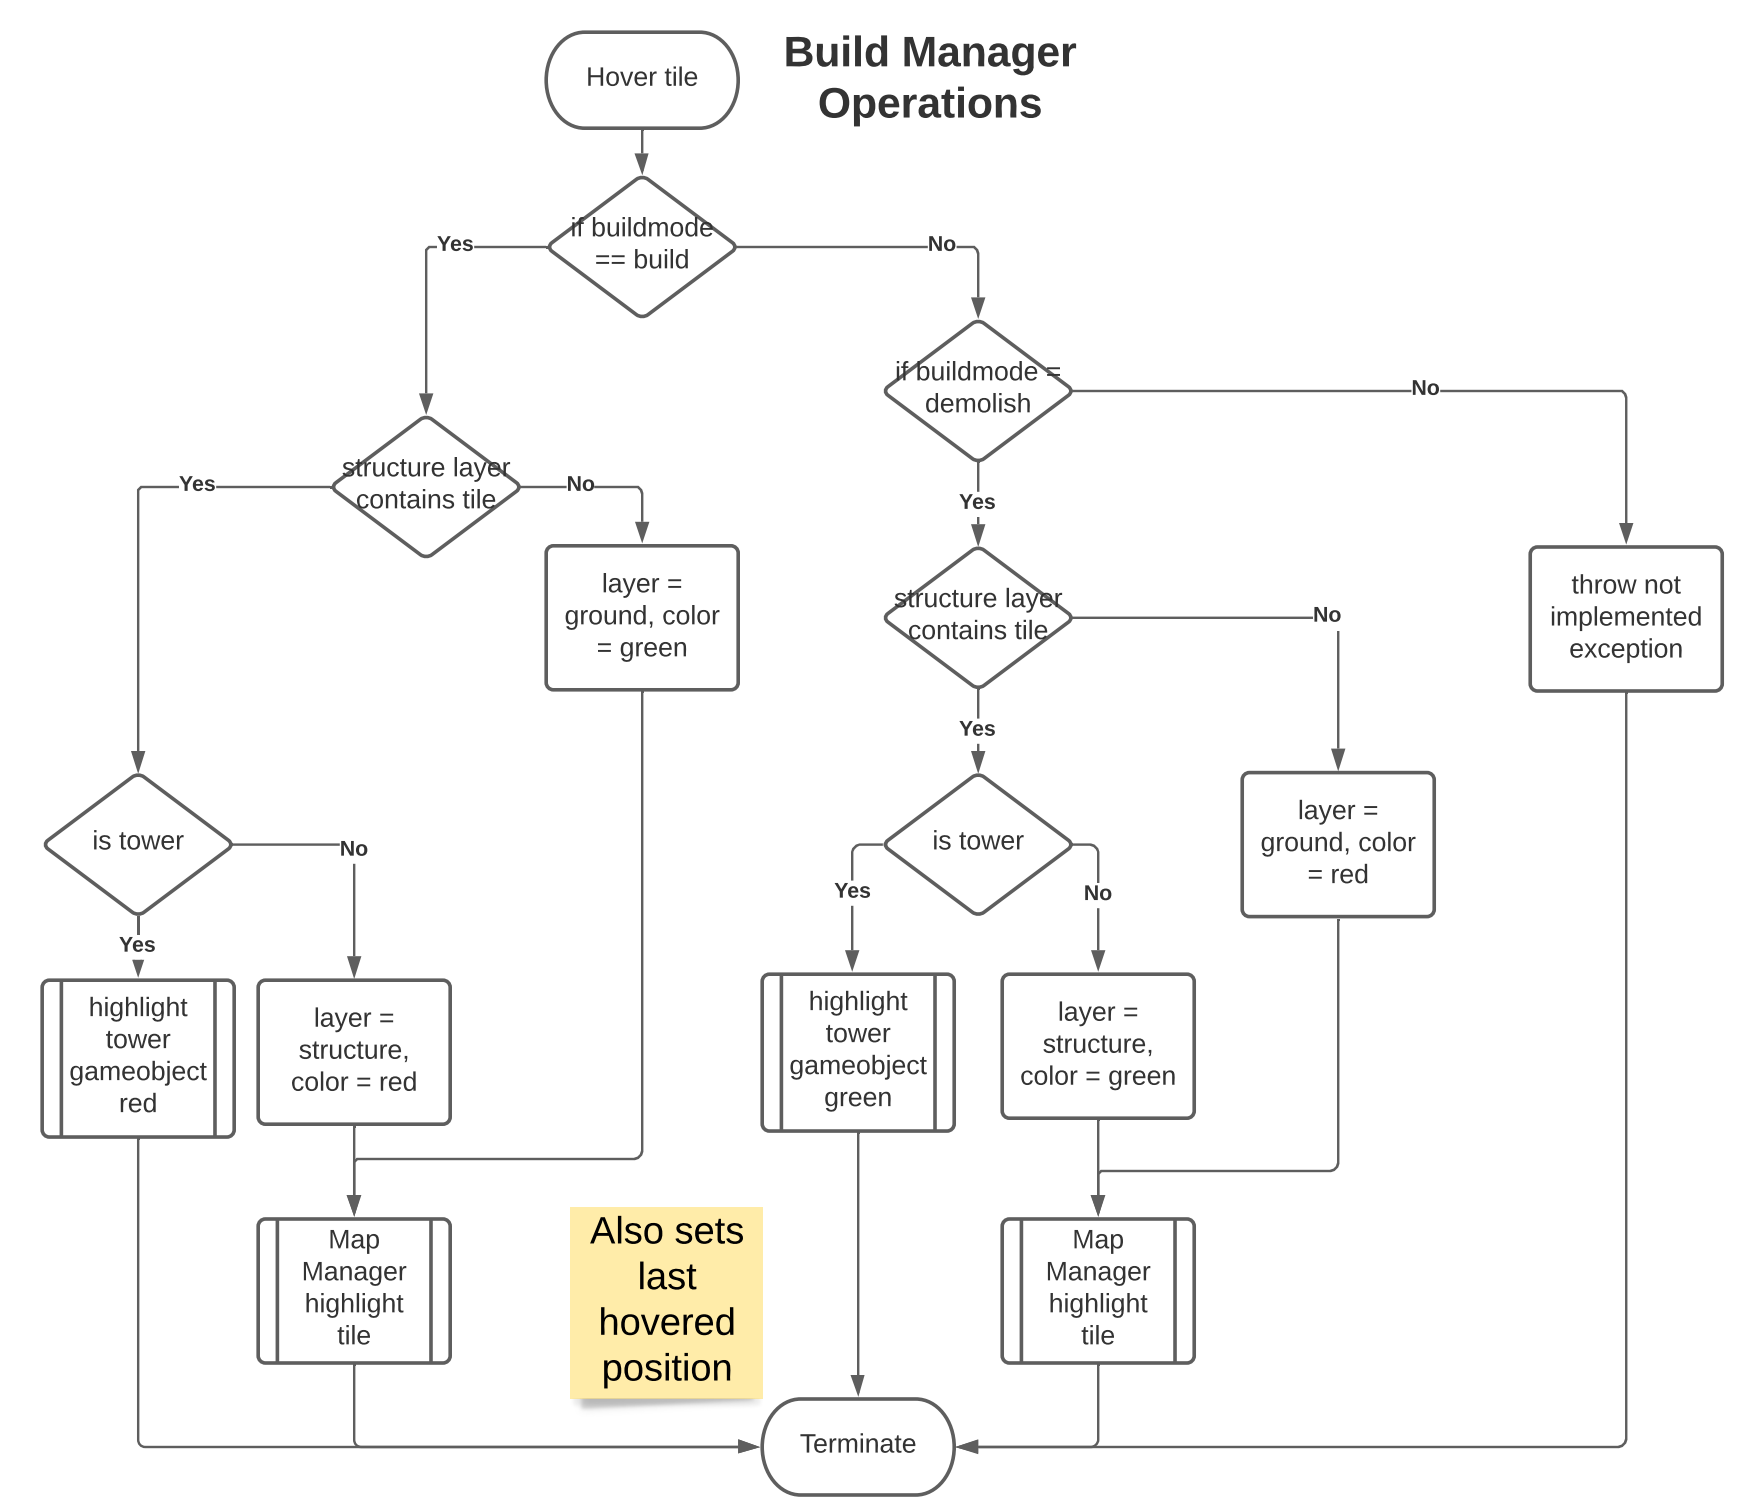 Build Manager
Operations
Hover tile
if buildmode
== build
Yes
No
if buildmode =
demolish
No
Yes
structure layer
contains tile
Yes
No
layer =
ground, color
= green
structure layer
contains tile
No
Yes
throw not
implemented
exception
is tower
No
Yes
is tower
Yes
No
layer =
ground, color
= red
highlight
tower
gameobject
red
layer =
structure,
color = red
highlight
tower
gameobject
green
layer =
structure,
color = green
Map
Manager
highlight
tile
Also sets
last
hovered
position
Map
Manager
highlight
tile
Terminate